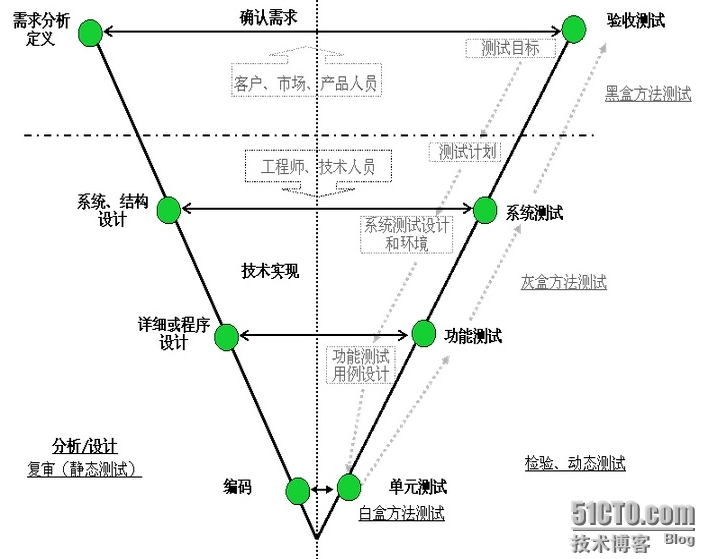 需求分析
定义
确认需求
验收测试
测试目标
客户、市场、产品人员
黑盒方法测试
工程师、技术人员
测试计划
系统、结构
设计
系统测试设计
和环境
系统测试
技术实现
灰盒方法测试
详细或程序
设计
功能测试
用例设计
功能测试
分析/设计
复审（静态测试）
编码
单元测试
白盒方法测试
检验、动态测试
51CTO.com
技术博客 Blog